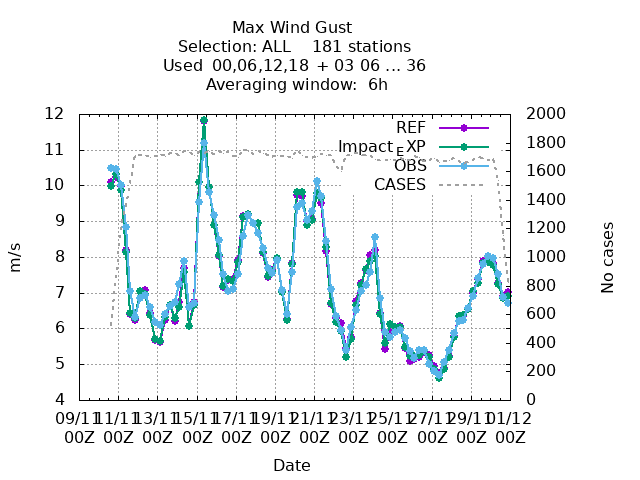 Max Wind Gust
Selection: ALL 181 stations
Used 00,06,12,18 + 03 06 ... 36
Averaging window: 6h
12 2000
11 1800
10 1600
9 1400
8 1200
7 1000
6 800
5 600
4 400
200
0
REF
Impact EXP
OBS
CASES
m/s
No cases
09/11 11/11 13/11 15/11 17/11 19/11 21/11 23/11 25/11 27/11 29/11 01/12
00Z 00Z 00Z 00Z 00Z 00Z 00Z 00Z 00Z 00Z 00Z 00Z
Date